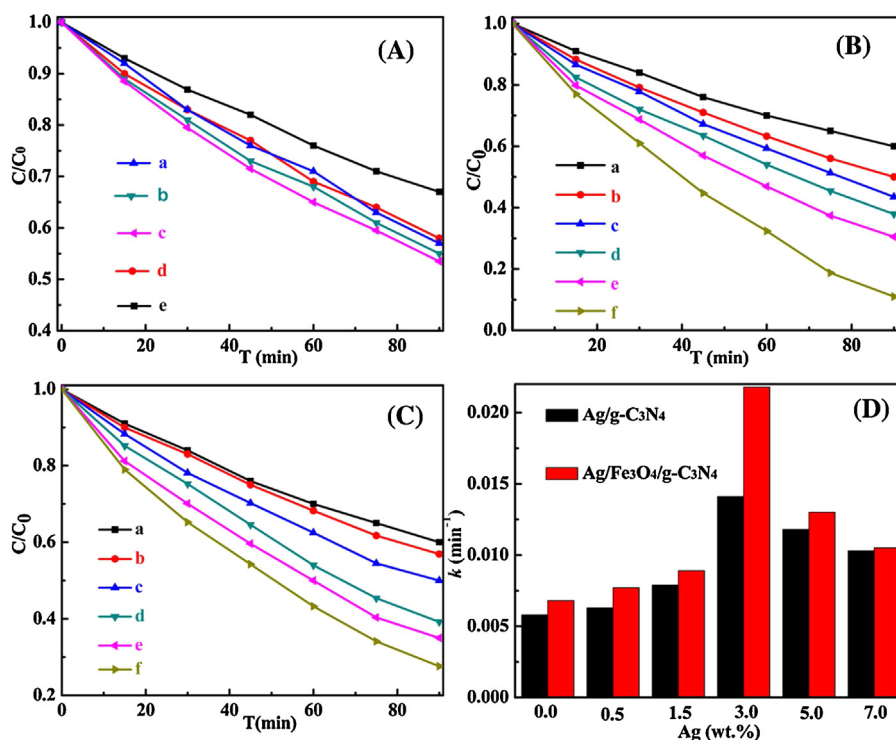 (A)
C/C0
1.0
0.9
0.8
0.7
0.6
0.5
0.4
a
b
c
d
e
0 20 40 60 80
T (min)
(B)
C/C0
1.0
0.8
0.6
0.4
0.2
0.0
a
b
c
d
e
f
20 40 60 80
T (min)
(C)
C/C0
1.0
0.8
0.6
0.4
0.2
a
b
c
d
e
f
0 20 40 60 80
T(min)
(D)
k (min⁻¹)
0.020
0.015
0.010
0.005
0.000
Ag/g-C3N4
Ag/Fe3O4/g-C3N4
0.0 0.5 1.5 3.0 5.0 7.0
Ag (wt.%)